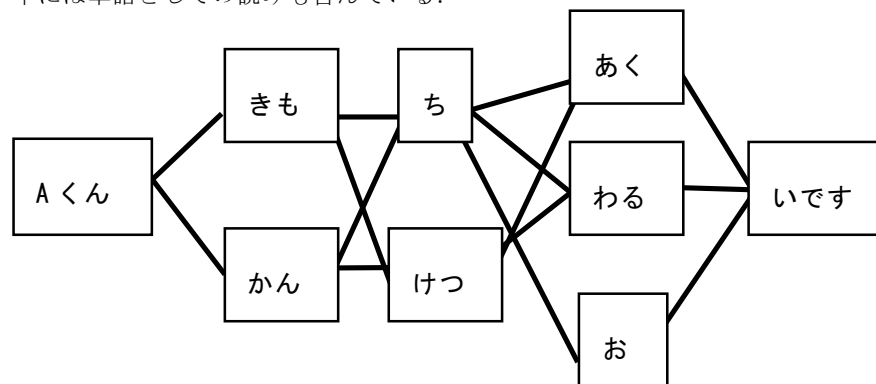 中には単語としての読みも含んでいる.
きも
ち
あく
Aくん
わる
いです
かん
けつ
お